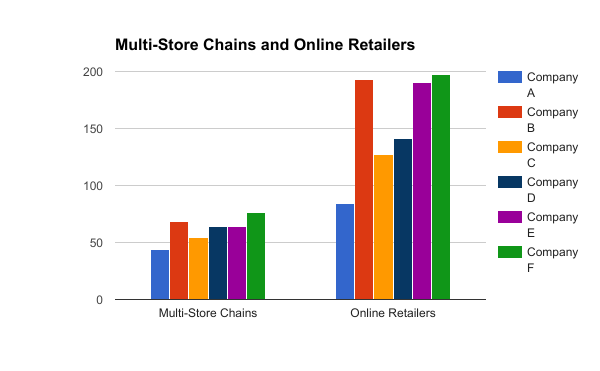 Multi-Store Chains and Online Retailers
200
150
100
50
0
Multi-Store Chains
Online Retailers
Company
A
Company
B
Company
C
Company
D
Company
E
Company
F